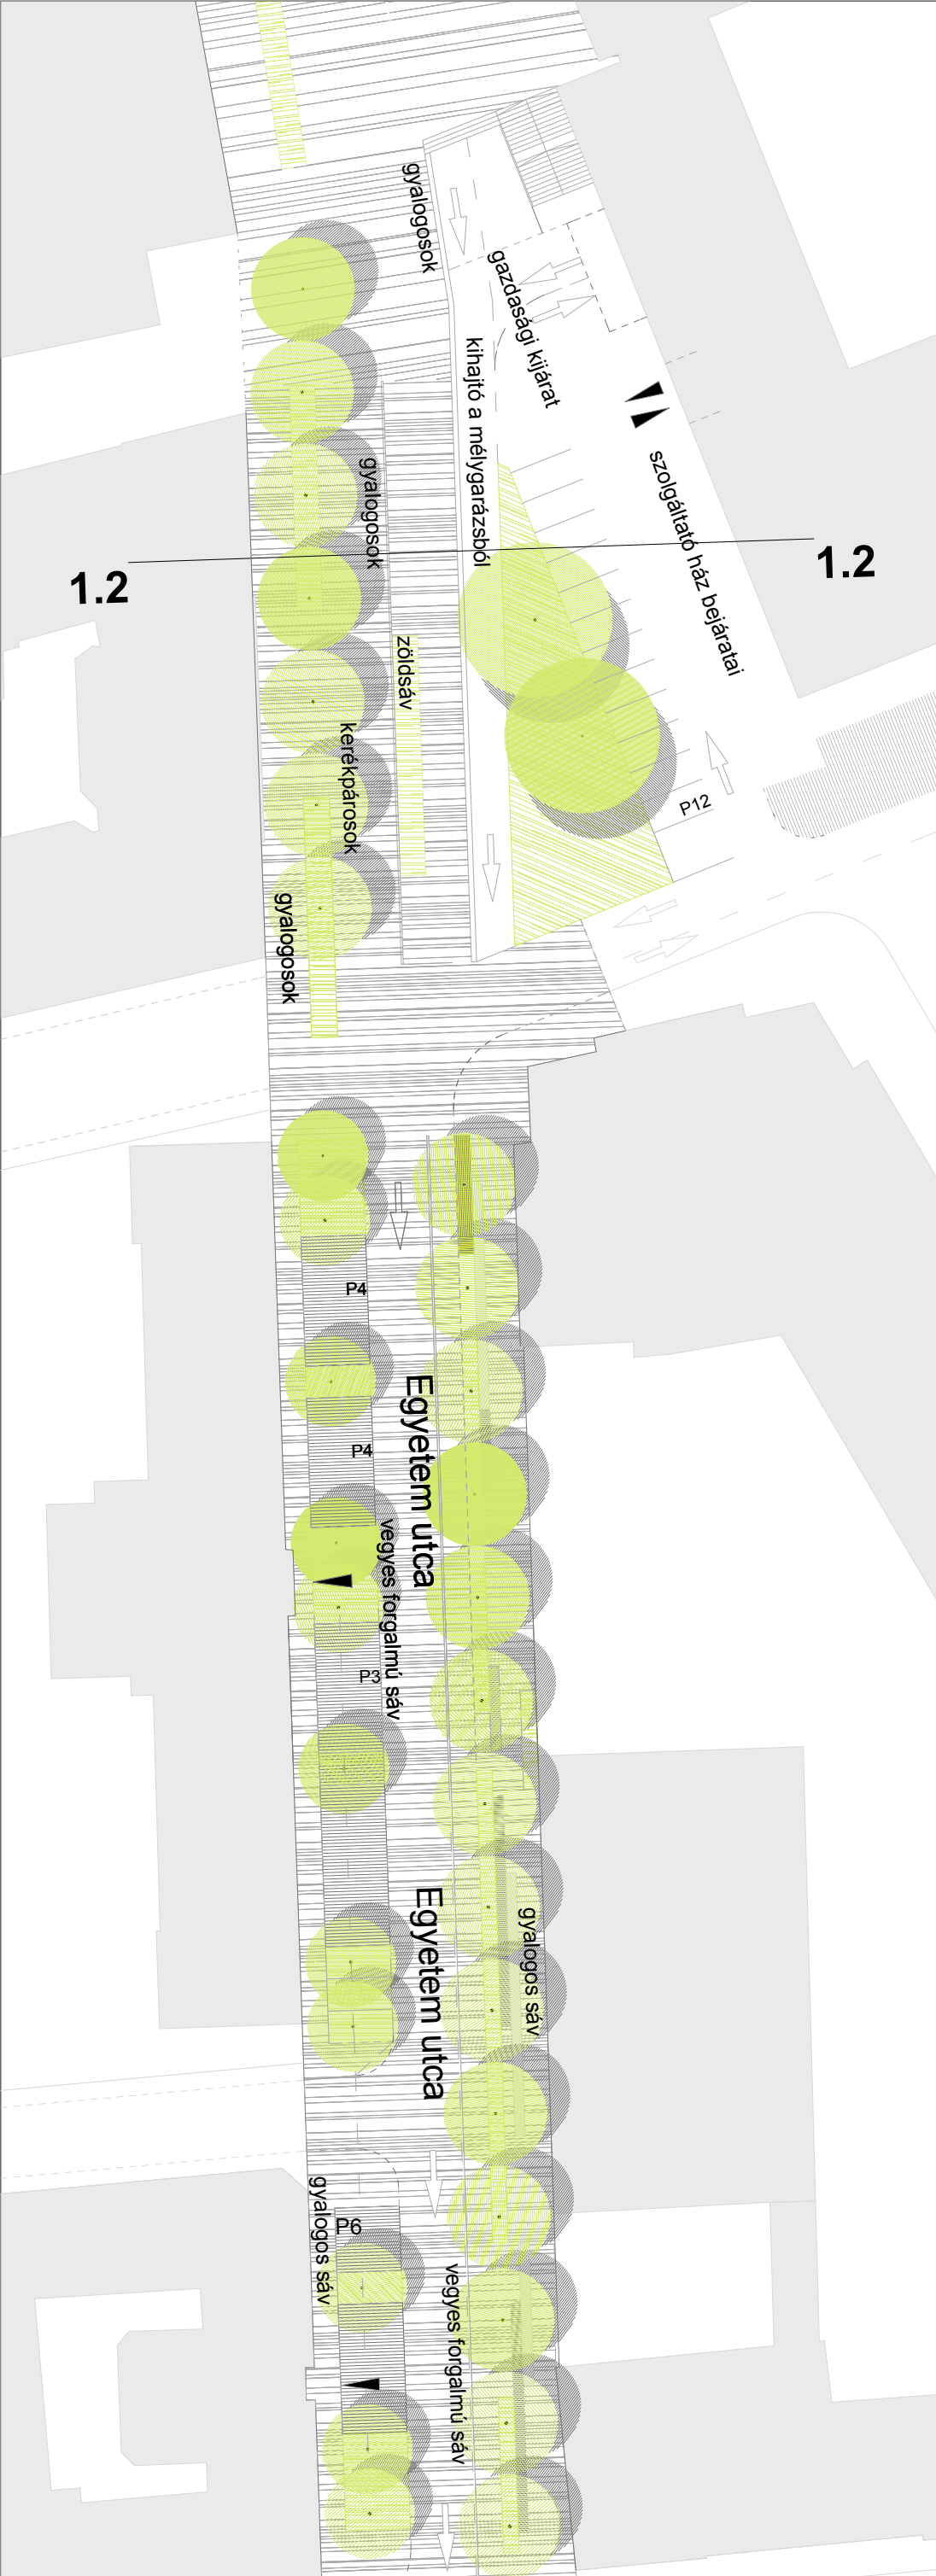 gyalogosok
gazdasági kijárat
kihajtó a mélygarázsból
szolgáltató ház bejáratai
gyalogosok
1.2
1.2
zöldsáv
kerékpárosok
P12
gyalogosok
P4
Egyetem utca
P4
vegyes forgalmú sáv
P3
Egyetem utca
gyalogos sáv
gyalogos sáv
P6
vegyes forgalmú sáv